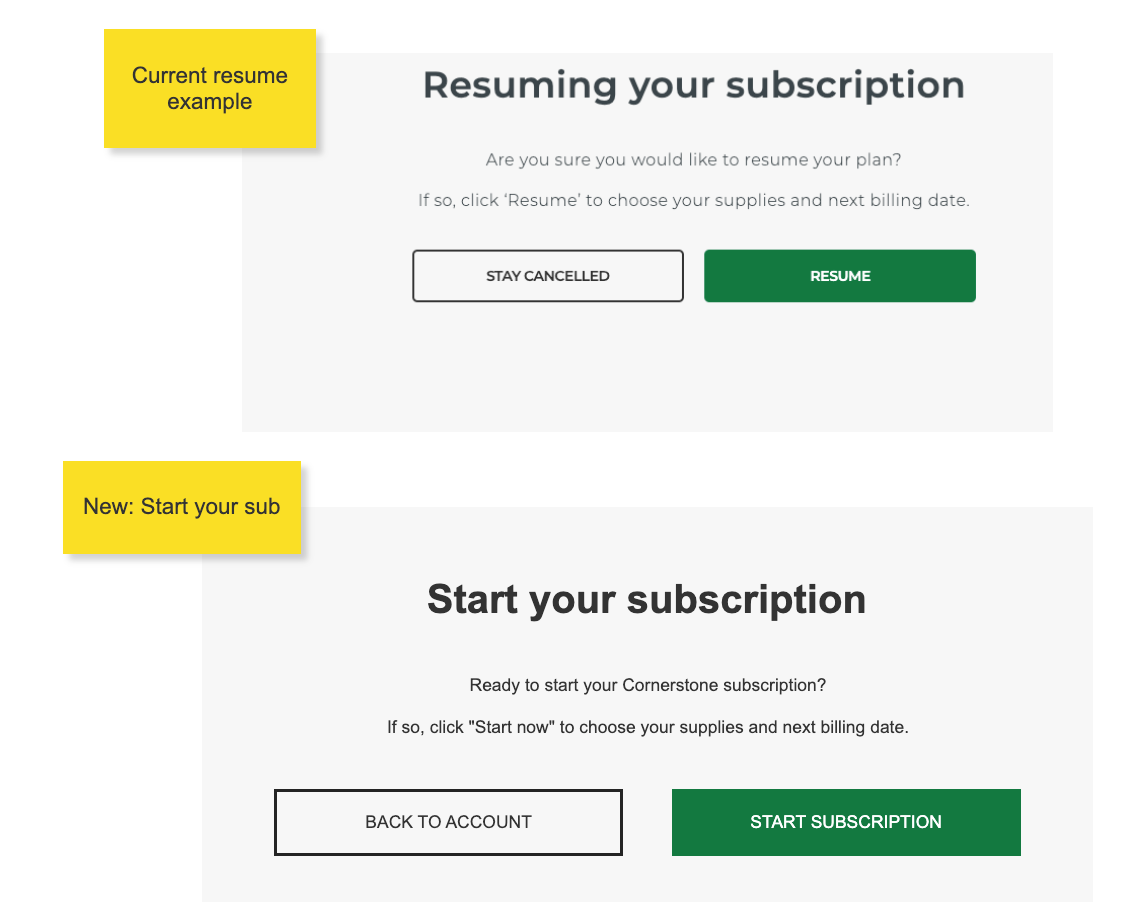 Current resume
example
Resuming your subscription
Are you sure you would like to resume your plan?
If so, click ‘Resume’ to choose your supplies and next billing date.
STAY CANCELLED
RESUME
New: Start your sub
Start your subscription
Ready to start your Cornerstone subscription?
If so, click "Start now" to choose your supplies and next billing date.
BACK TO ACCOUNT
START SUBSCRIPTION